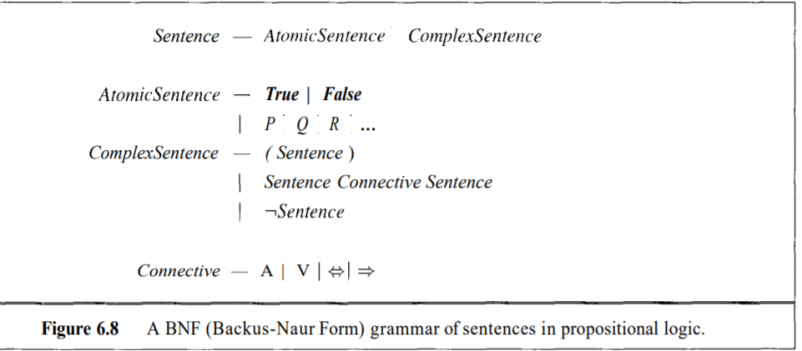 Sentence — AtomicSentence ComplexSentence
AtomicSentence — True | False
| P Q R ...
ComplexSentence — ( Sentence )
| Sentence Connective Sentence
| ¬Sentence
Connective — A | V | ⇔ | ⇒
Figure 6.8 A BNF (Backus-Naur Form) grammar of sentences in propositional logic.